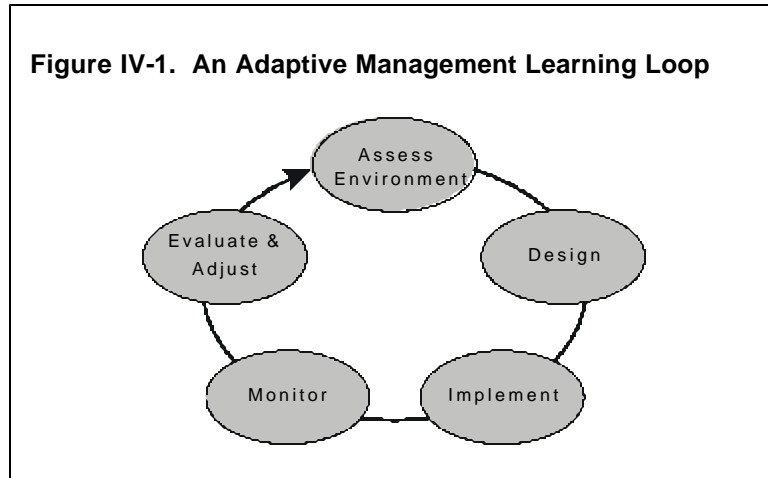 Figure IV-1. An Adaptive Management Learning Loop
Assess
Environment
Design
Implement
Monitor
Evaluate &
Adjust